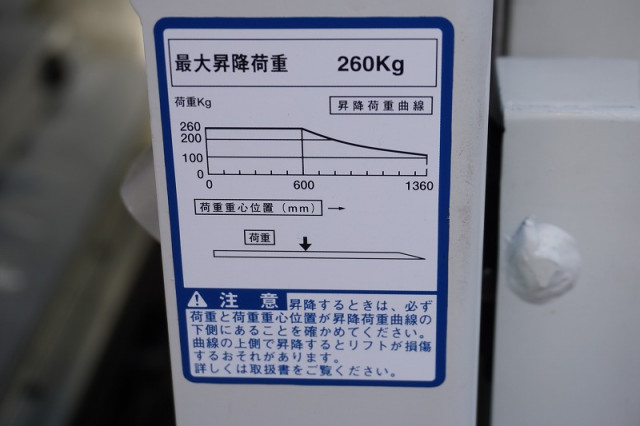 最大昇降荷重 260Kg
荷重Kg
昇降荷重曲線
260
200
100
0
0 600 1360
荷重重心位置(mm) →
荷重
⚠ 注意 昇降するときは、必ず
荷重と荷重重心位置が昇降荷重曲線の
下側にあることを確かめてください。
曲線の上側で昇降するとリフトが損傷
するおそれがあります。
詳しくは取扱書をご覧ください。